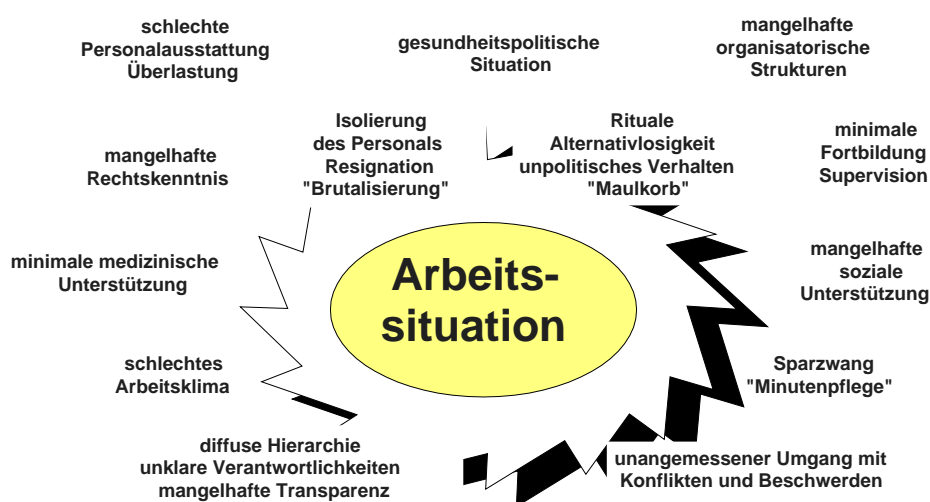 schlechte
Personalausstattung
Überlastung
gesundheitspolitische
Situation
mangelhafte
organisatorische
Strukturen
mangelhafte
Rechtskenntnis
Isolierung
des Personals
Resignation
"Brutalisierung"
Rituale
Alternativlosigkeit
unpolitisches Verhalten
"Maulkorb"
minimale
Fortbildung
Supervision
minimale medizinische
Unterstützung
Arbeits-
situation
mangelhafte
soziale
Unterstützung
schlechtes
Arbeitsklima
Sparzwang
"Minutenpflege"
diffuse Hierarchie
unklare Verantwortlichkeiten
mangelhafte Transparenz
unangemessener Umgang mit
Konflikten und Beschwerden